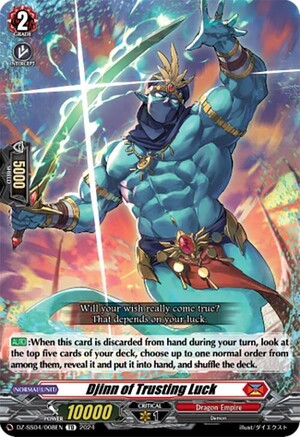 2
GRADE
INTERCEPT
5000
SHIELD
Will your wish really come true?
That depends on your luck.
AUTO:When this card is discarded from hand during your turn, look
at the top five cards of your deck, choose up to one normal order
from among them, reveal it and put it into hand, and shuffle the deck.
NORMAL UNIT
Djinn of Trusting Luck
POWER 10000
CRITICAL
1
Dragon Empire
Demon
DZ-SS04/008EN TD 2024
illust/ダイエクスト